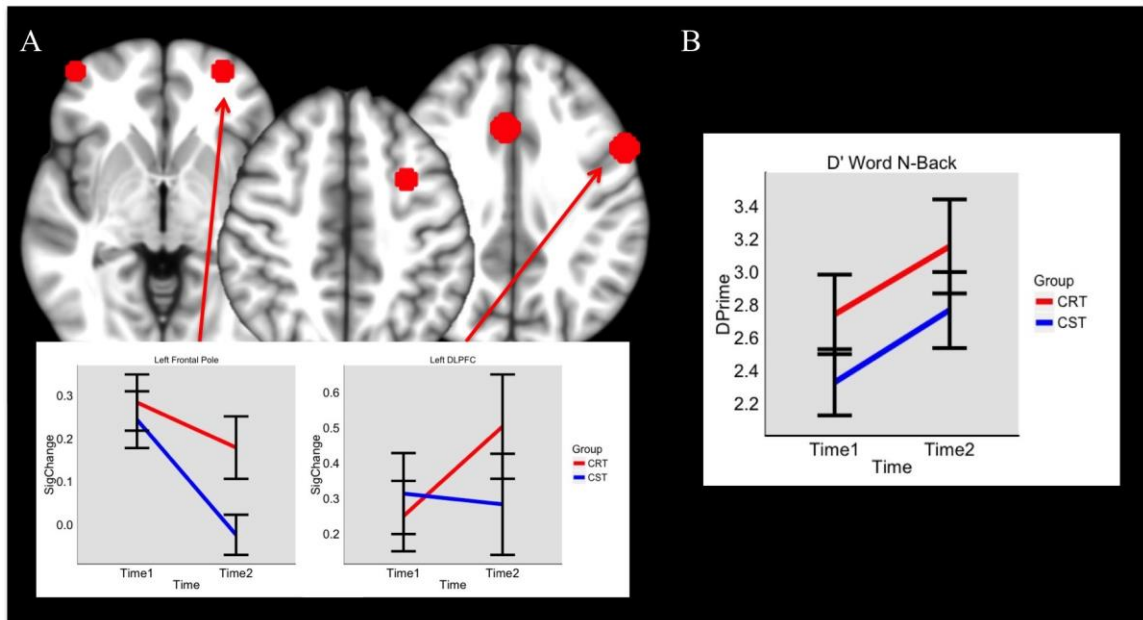 A
B
Left Frontal Pole
SigChange
0.3
0.2
0.1
0.0
Time1
Time2
Time
Left DLPFC
SigChange
0.6
0.5
0.4
0.3
0.2
Time1
Time2
Time
Group
CRT
CST
D' Word N-Back
DPrime
3.4
3.2
3.0
2.8
2.6
2.4
2.2
Time1
Time2
Time
Group
CRT
CST